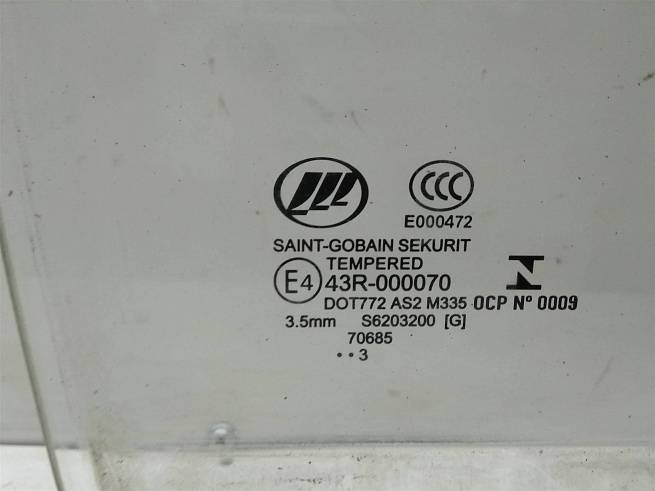 CCC
E000472
SAINT-GOBAIN SEKURIT
TEMPERED
E4 43R-000070
DOT772 AS2 M335 OCP Nº 0009
3.5mm S6203200 [G]
70685
• • 3